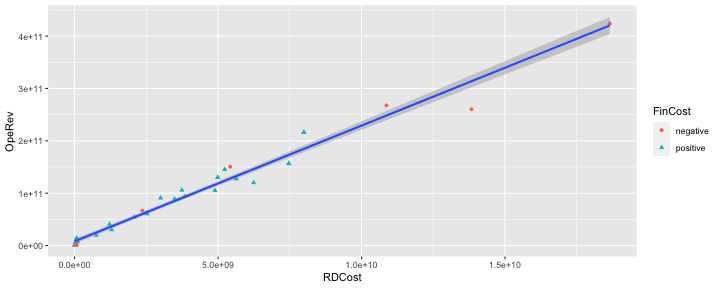 4e+11
3e+11
2e+11
1e+11
0e+00
OpeRev
0.0e+00 5.0e+09 1.0e+10 1.5e+10
RDCost
FinCost
negative
positive